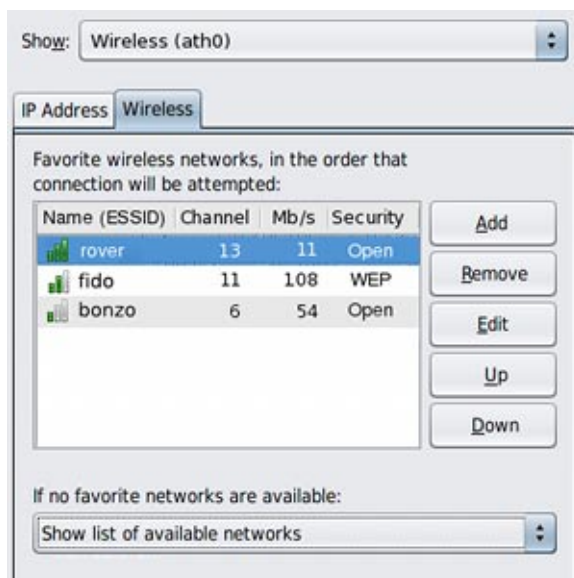 Show: Wireless (ath0)
IP Address Wireless
Favorite wireless networks, in the order that
connection will be attempted:
Name (ESSID) Channel Mb/s Security
rover 13 11 Open
fido 11 108 WEP
bonzo 6 54 Open
Add
Remove
Edit
Up
Down
If no favorite networks are available:
Show list of available networks